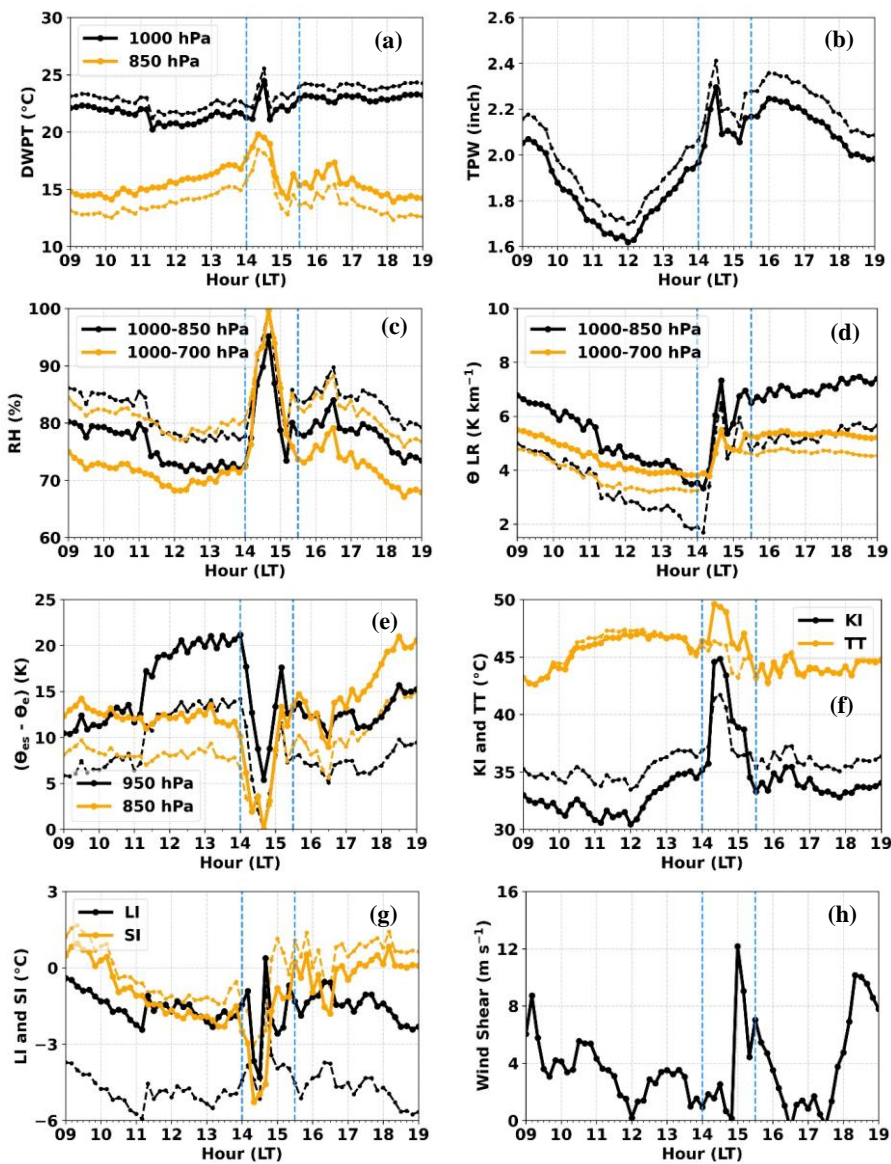 (a)
1000 hPa
850 hPa
DWPT (°C)
30
25
20
15
10
09 10 11 12 13 14 15 16 17 18 19
Hour (LT)
(b)
TPW (inch)
2.6
2.4
2.2
2.0
1.8
1.6
09 10 11 12 13 14 15 16 17 18 19
Hour (LT)
(c)
1000-850 hPa
1000-700 hPa
RH (%)
100
90
80
70
60
09 10 11 12 13 14 15 16 17 18 19
Hour (LT)
(d)
1000-850 hPa
1000-700 hPa
Θ LR (K km⁻¹)
10
8
6
4
2
09 10 11 12 13 14 15 16 17 18 19
Hour (LT)
(e)
(Θes - Θe) (K)
25
20
15
10
5
0
950 hPa
850 hPa
09 10 11 12 13 14 15 16 17 18 19
Hour (LT)
KI
TT
(f)
KI and TT (°C)
50
45
40
35
30
09 10 11 12 13 14 15 16 17 18 19
Hour (LT)
LI
SI
(g)
LI and SI (°C)
3
0
−3
−6
09 10 11 12 13 14 15 16 17 18 19
Hour (LT)
(h)
Wind Shear (m s⁻¹)
16
12
8
4
0
09 10 11 12 13 14 15 16 17 18 19
Hour (LT)